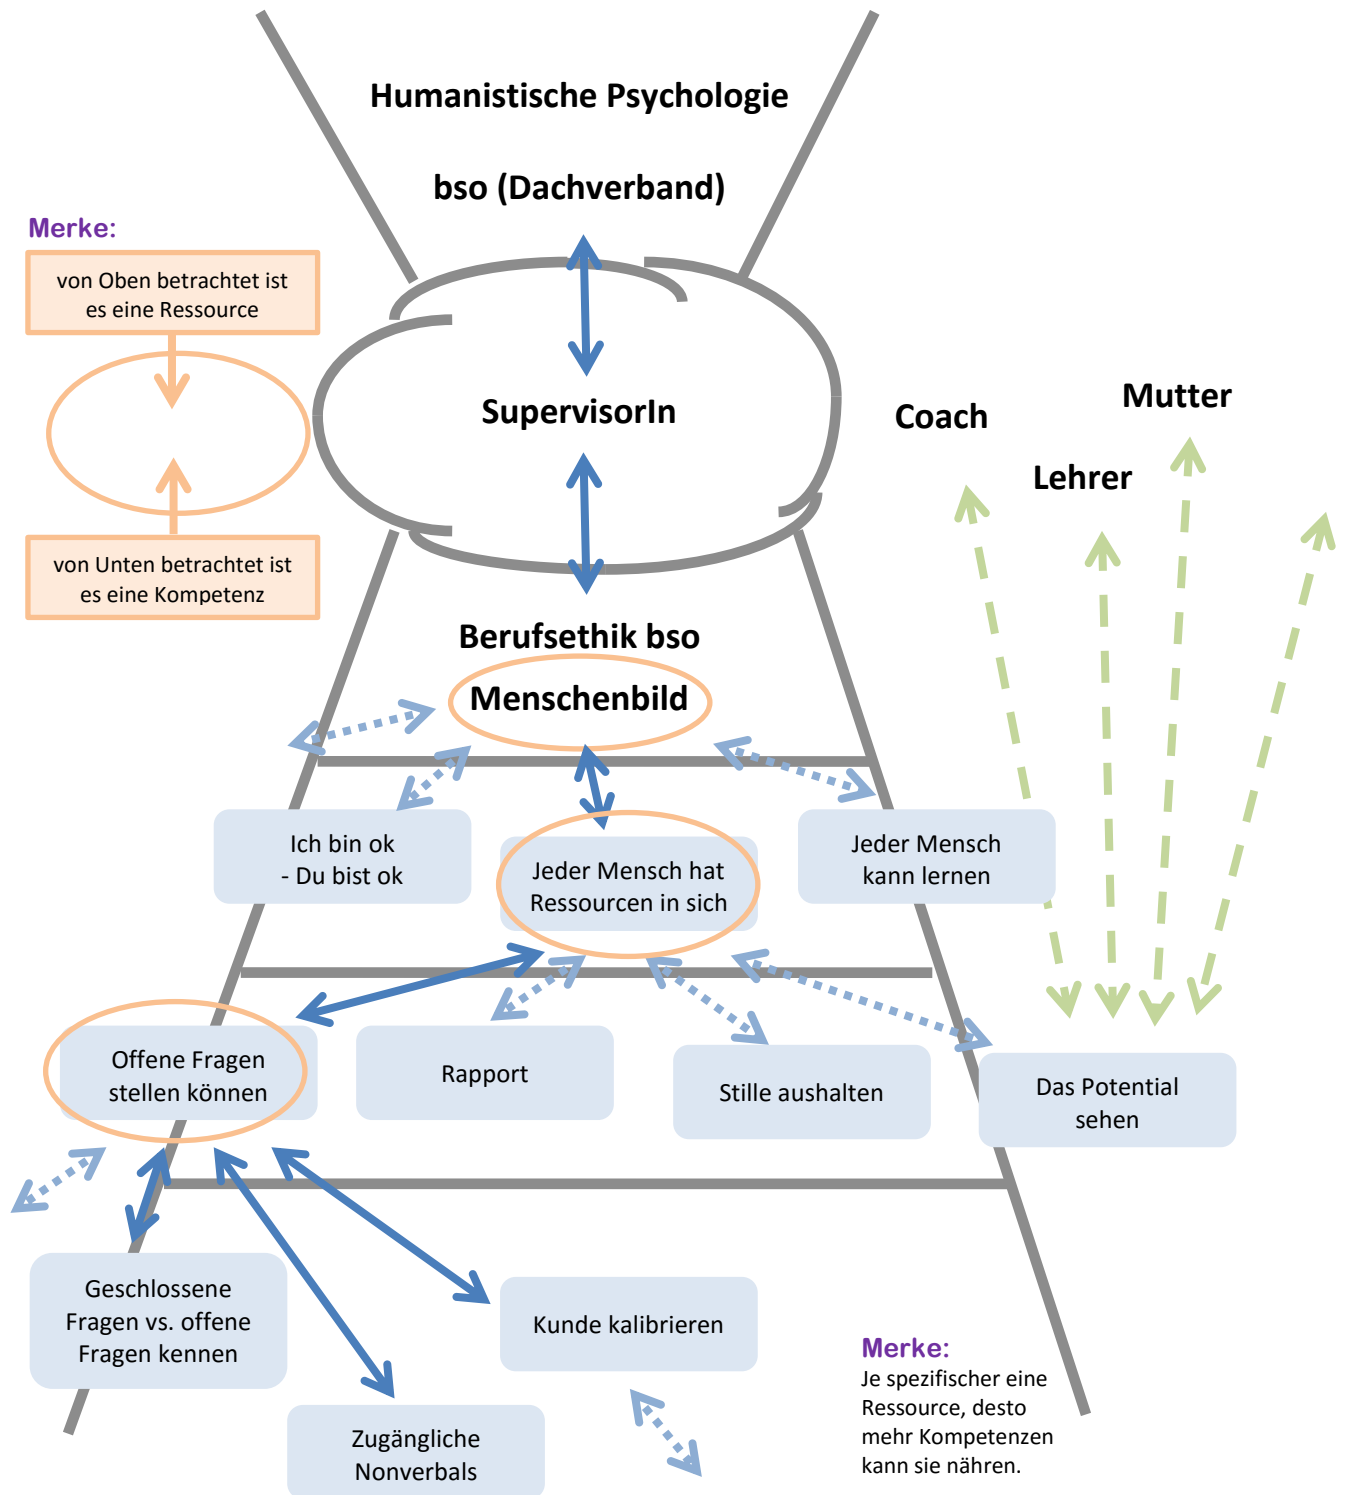 Humanistische Psychologie
bso (Dachverband)
Merke:
von Oben betrachtet ist
es eine Ressource
SupervisorIn
Coach
Mutter
Lehrer
von Unten betrachtet ist
es eine Kompetenz
Berufsethik bso
Menschenbild
Ich bin ok
- Du bist ok
Jeder Mensch hat
Ressourcen in sich
Jeder Mensch
kann lernen
Offene Fragen
stellen können
Rapport
Stille aushalten
Das Potential
sehen
Geschlossene
Fragen vs. offene
Fragen kennen
Kunde kalibrieren
Zugängliche
Nonverbals
Merke:
Je spezifischer eine
Ressource, desto
mehr Kompetenzen
kann sie nähren.